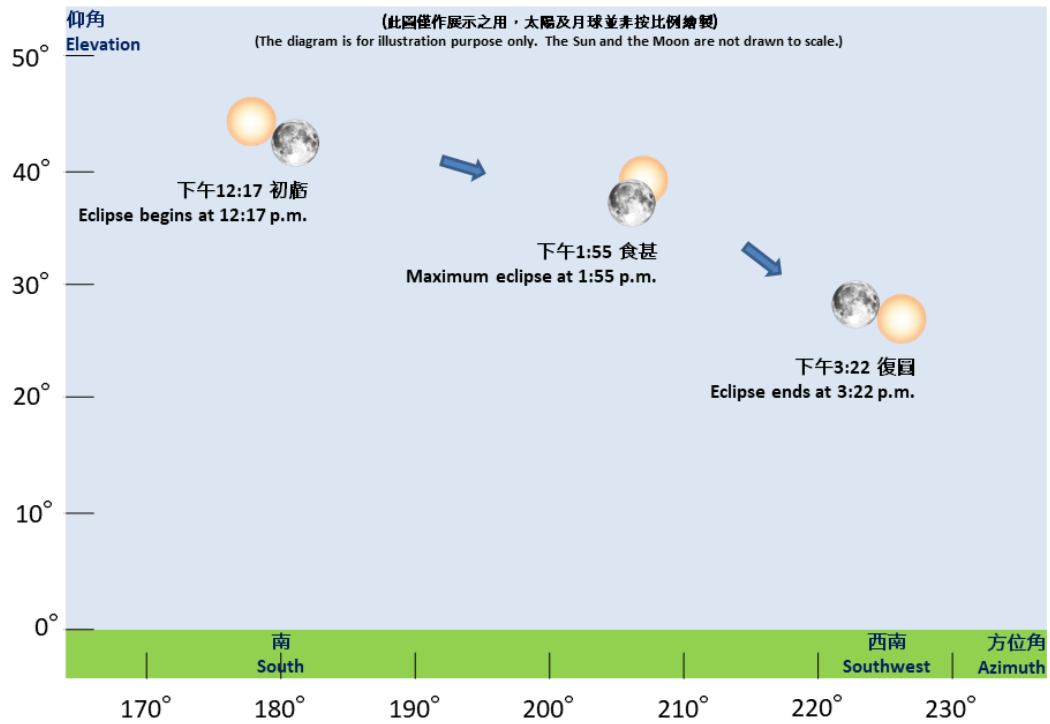 仰角
Elevation
(此圖僅作展示之用，太陽及月球並非按比例繪製)
(The diagram is for illustration purpose only.  The Sun and the Moon are not drawn to scale.)
50°
40°
下午12:17 初虧
Eclipse begins at 12:17 p.m.
下午1:55 食甚
Maximum eclipse at 1:55 p.m.
30°
下午3:22 復圓
Eclipse ends at 3:22 p.m.
20°
10°
0°
南
South
西南
Southwest
方位角
Azimuth
170° 180° 190° 200° 210° 220° 230°